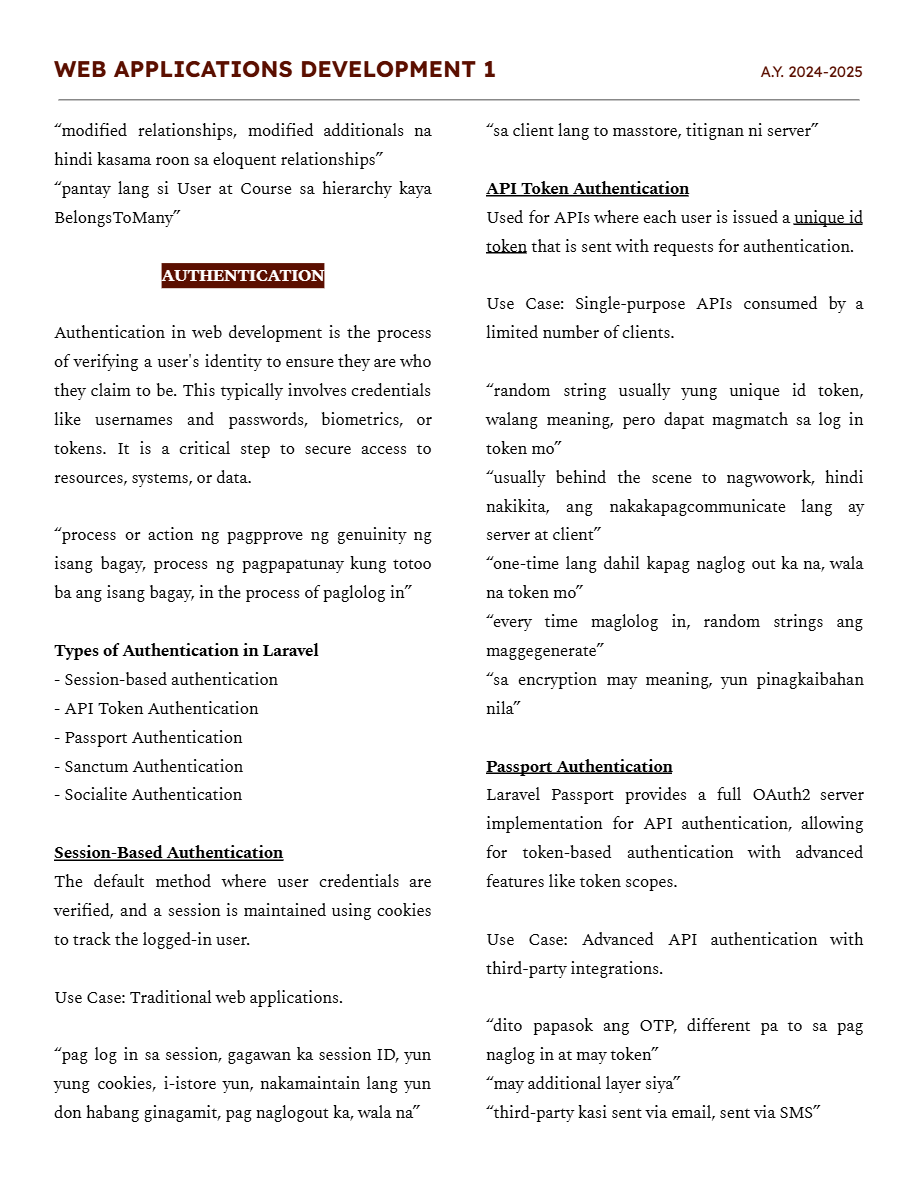 WEB APPLICATIONS DEVELOPMENT 1
A.Y. 2024-2025
“modified relationships, modified additionals na
hindi kasama roon sa eloquent relationships”
“pantay lang si User at Course sa hierarchy kaya
BelongsToMany”
AUTHENTICATION
Authentication in web development is the process
of verifying a user's identity to ensure they are who
they claim to be. This typically involves credentials
like usernames and passwords, biometrics, or
tokens. It is a critical step to secure access to
resources, systems, or data.
“process or action ng pagpprove ng genuinity ng
isang bagay, process ng pagpapatunay kung totoo
ba ang isang bagay, in the process of paglolog in”
Types of Authentication in Laravel
- Session-based authentication
- API Token Authentication
- Passport Authentication
- Sanctum Authentication
- Socialite Authentication
Session-Based Authentication
The default method where user credentials are
verified, and a session is maintained using cookies
to track the logged-in user.
Use Case: Traditional web applications.
“pag log in sa session, gagawan ka session ID, yun
yung cookies, i-istore yun, nakamaintain lang yun
don habang ginagamit, pag naglogout ka, wala na”
“sa client lang to masstore, titignan ni server”
API Token Authentication
Used for APIs where each user is issued a unique id
token that is sent with requests for authentication.
Use Case: Single-purpose APIs consumed by a
limited number of clients.
“random string usually yung unique id token,
walang meaning, pero dapat magmatch sa log in
token mo”
“usually behind the scene to nagwowork, hindi
nakikita, ang nakakapagcommunicate lang ay
server at client”
“one-time lang dahil kapag naglog out ka na, wala
na token mo”
“every time maglolog in, random strings ang
maggegenerate”
“sa encryption may meaning, yun pinagkaibahan
nila”
Passport Authentication
Laravel Passport provides a full OAuth2 server
implementation for API authentication, allowing
for token-based authentication with advanced
features like token scopes.
Use Case: Advanced API authentication with
third-party integrations.
“dito papasok ang OTP, different pa to sa pag
naglog in at may token”
“may additional layer siya”
“third-party kasi sent via email, sent via SMS”